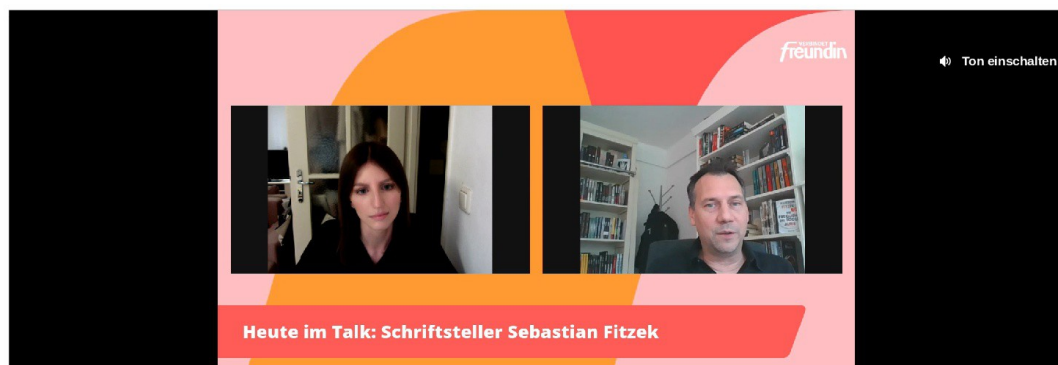 freundin
Ton einschalten
Heute im Talk: Schriftsteller Sebastian Fitzek